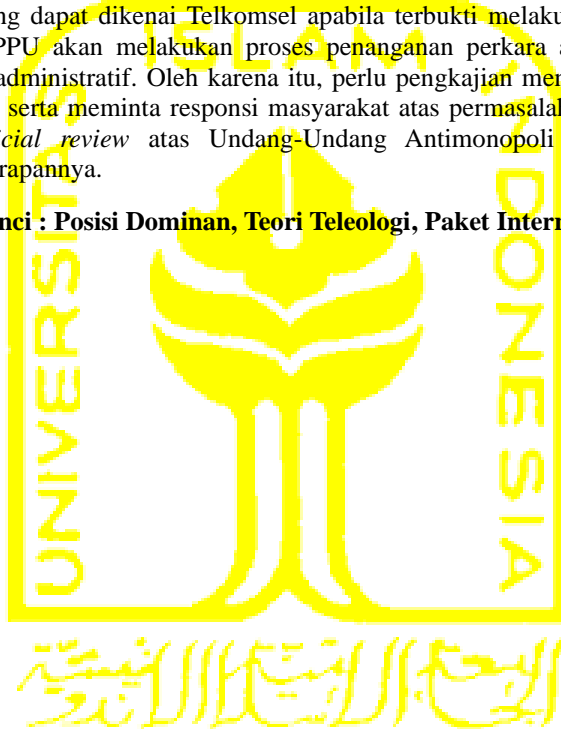 ng dapat dikenai Telkomsel apabila terbukti melaku
PPU akan melakukan proses penanganan perkara a
administratif. Oleh karena itu, perlu pengkajian men
serta meminta responsi masyarakat atas permasalal
icial review atas Undang-Undang Antimonopoli
rapannya.
nci : Posisi Dominan, Teori Teleologi, Paket Intern
UNIVERSITAS
ISLAM
INDONESIA